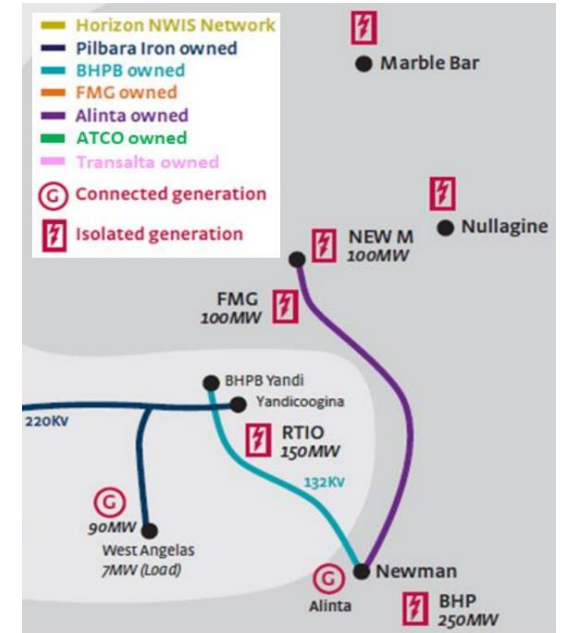 Horizon NWIS Network
Pilbara Iron owned
BHPB owned
FMG owned
Alinta owned
ATCO owned
Transalta owned
G Connected generation
Isolated generation
Marble Bar
Nullagine
NEW M
100MW
FMG
100MW
BHPB Yandi
Yandicoogina
220Kv
RTIO
150MW
132Kv
G
90MW
West Angelas
7MW (Load)
G
Newman
Alinta
BHP
250MW